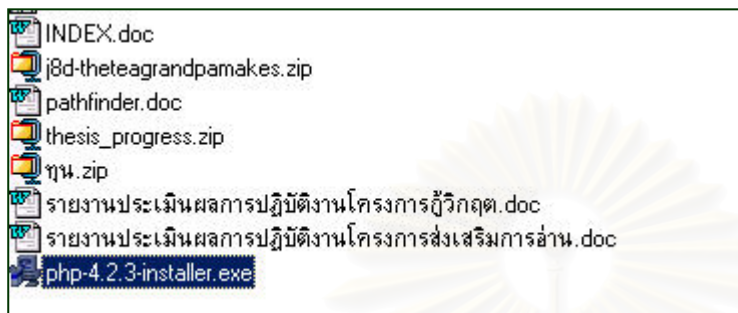 INDEX.doc
j8d-theteagrandpamakes.zip
pathfinder.doc
thesis_progress.zip
ทุน.zip
รายงานประเมินผลการปฏิบัติงานโครงการกู้วิกฤต.doc
รายงานประเมินผลการปฏิบัติงานโครงการส่งเสริมการอ่าน.doc
php-4.2.3-installer.exe